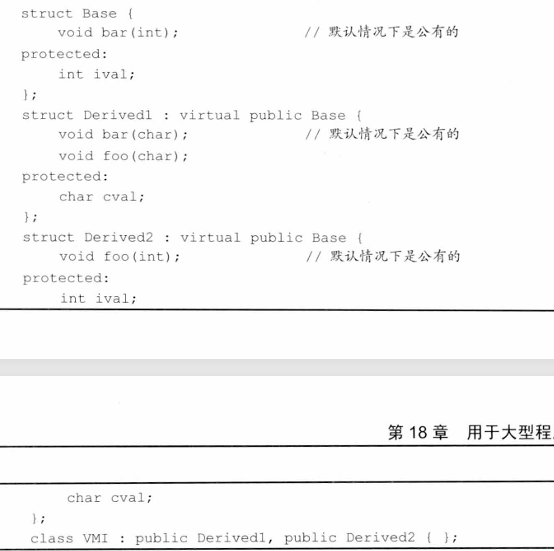 struct Base {
    void bar(int);                // 默认情况下是公有的
protected:
    int ival;
};
struct Derived1 : virtual public Base {
    void bar(char);               // 默认情况下是公有的
    void foo(char);
protected:
    char cval;
};
struct Derived2 : virtual public Base {
    void foo(int);                // 默认情况下是公有的
protected:
    int ival;
第 18 章 用于大型程
    char cval;
};
class VMI : public Derived1, public Derived2 { };